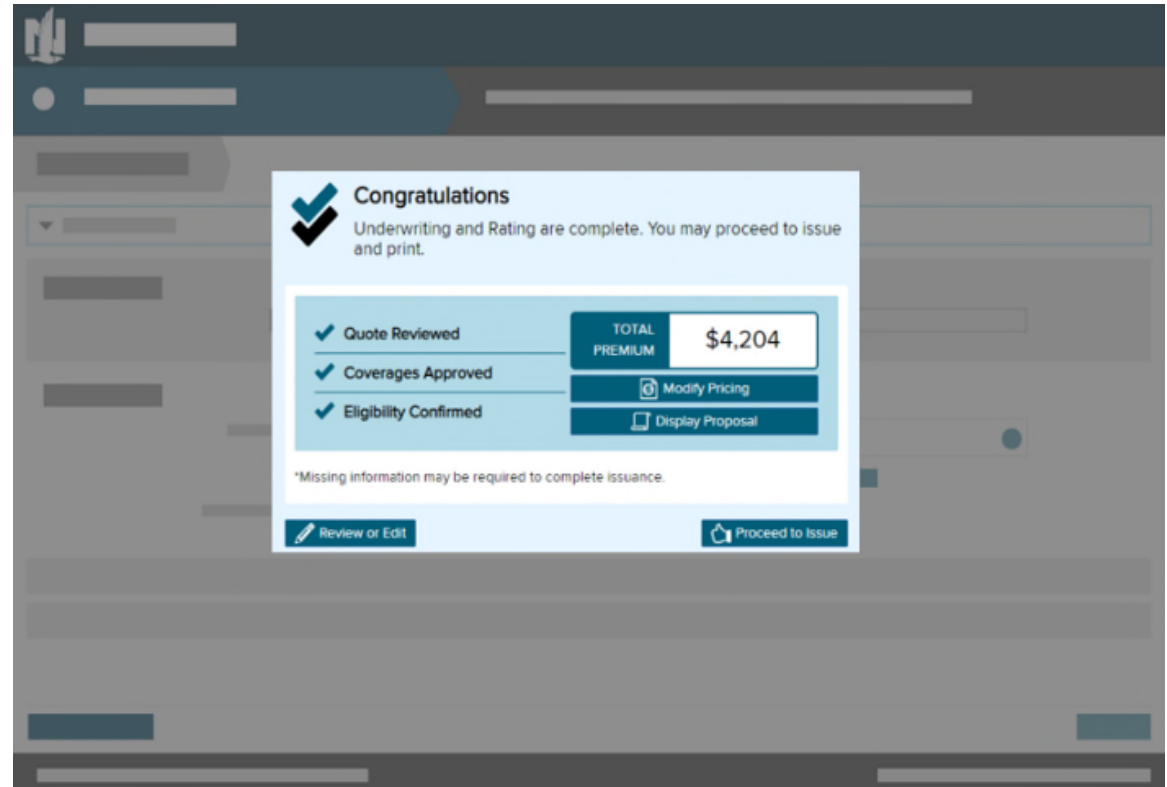 Congratulations
Underwriting and Rating are complete. You may proceed to issue
and print.
Quote Reviewed
Coverages Approved
Eligibility Confirmed
TOTAL
PREMIUM
$4,204
Modify Pricing
Display Proposal
*Missing information may be required to complete issuance.
Review or Edit
Proceed to Issue